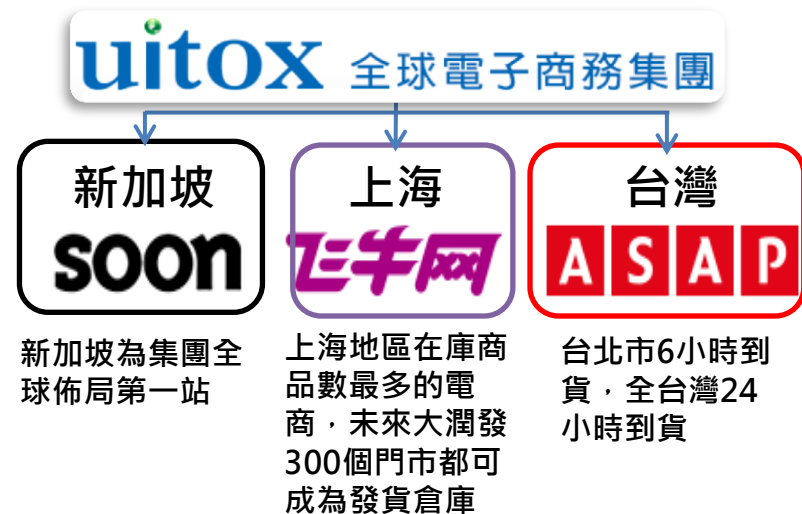 uitox 全球電子商務集團
新加坡
soon
新加坡為集團全
球佈局第一站
上海
飞牛网
上海地區在庫商
品數最多的電
商，未來大潤發
300個門市都可
成為發貨倉庫
台灣
ASAP
台北市6小時到
貨，全台灣24
小時到貨